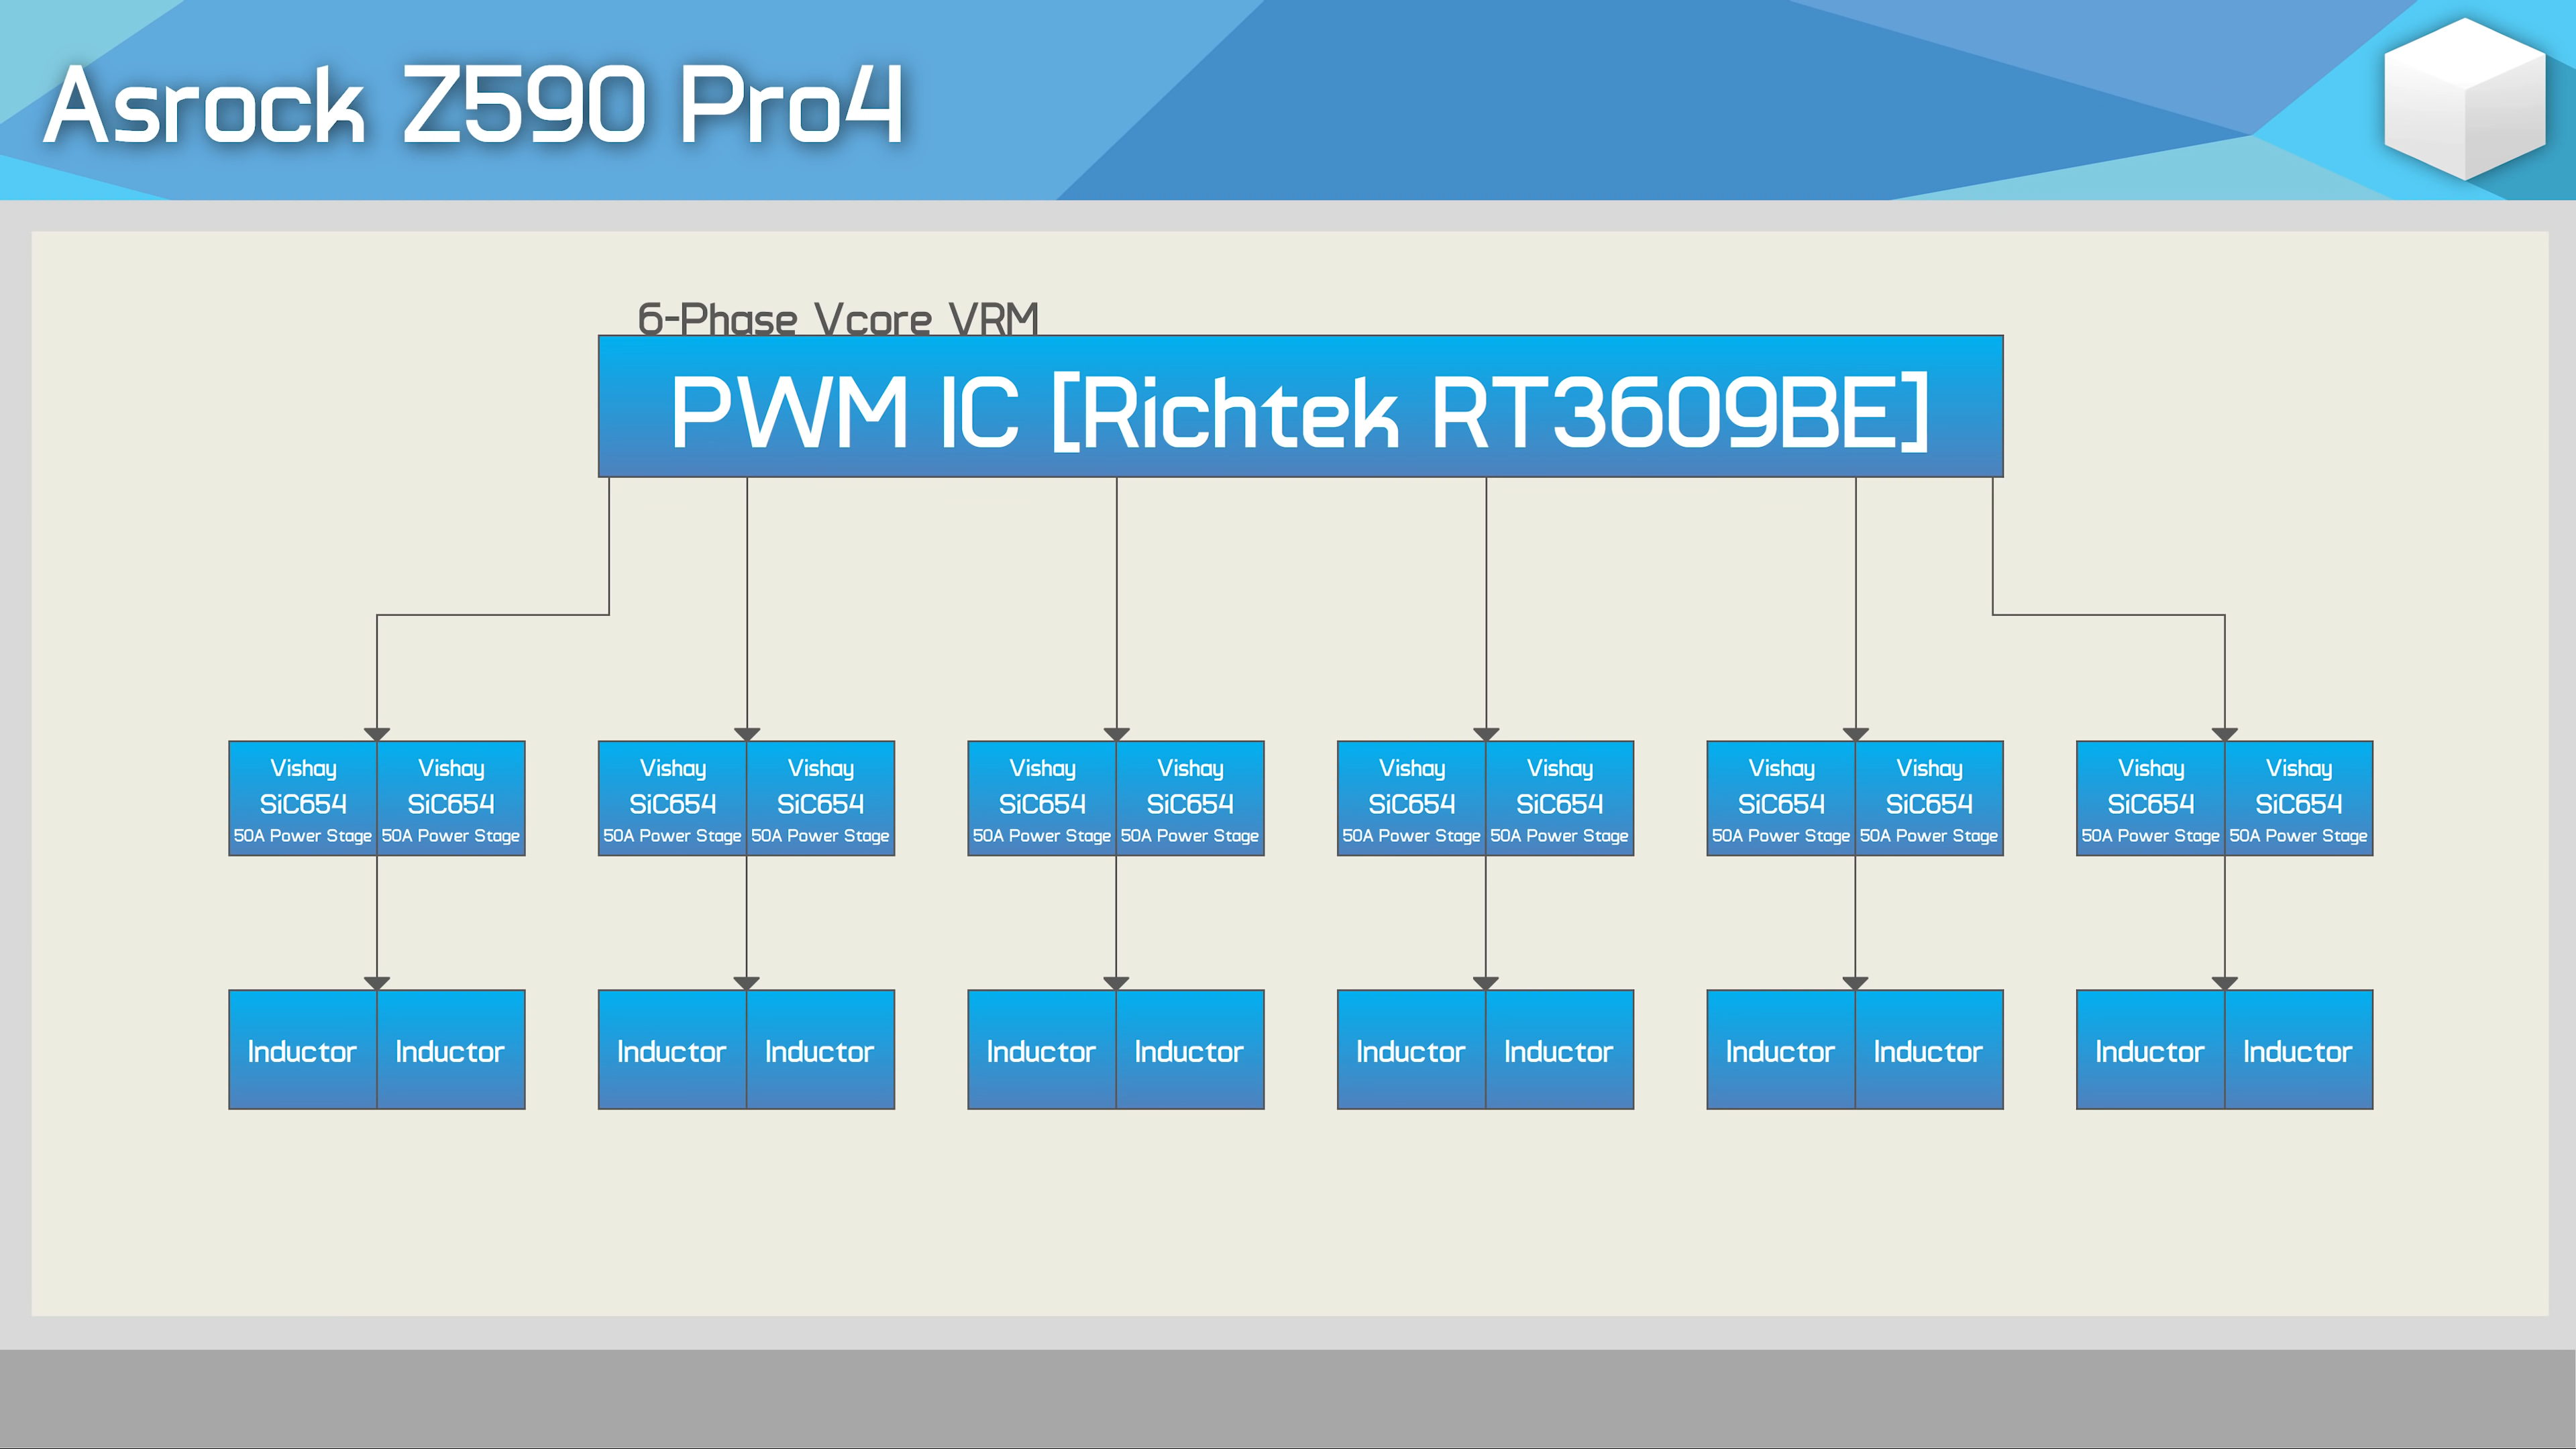 Asrock Z590 Pro4
6-Phase Vcore VRM
PWM IC [Richtek RT3609BE]
Vishay Vishay Vishay Vishay Vishay Vishay Vishay Vishay Vishay Vishay Vishay Vishay
SiC654 SiC654 SiC654 SiC654 SiC654 SiC654 SiC654 SiC654 SiC654 SiC654 SiC654 SiC654
50A Power Stage 50A Power Stage 50A Power Stage 50A Power Stage 50A Power Stage 50A Power Stage 50A Power Stage 50A Power Stage 50A Power Stage 50A Power Stage 50A Power Stage 50A Power Stage
Inductor Inductor Inductor Inductor Inductor Inductor Inductor Inductor Inductor Inductor Inductor Inductor